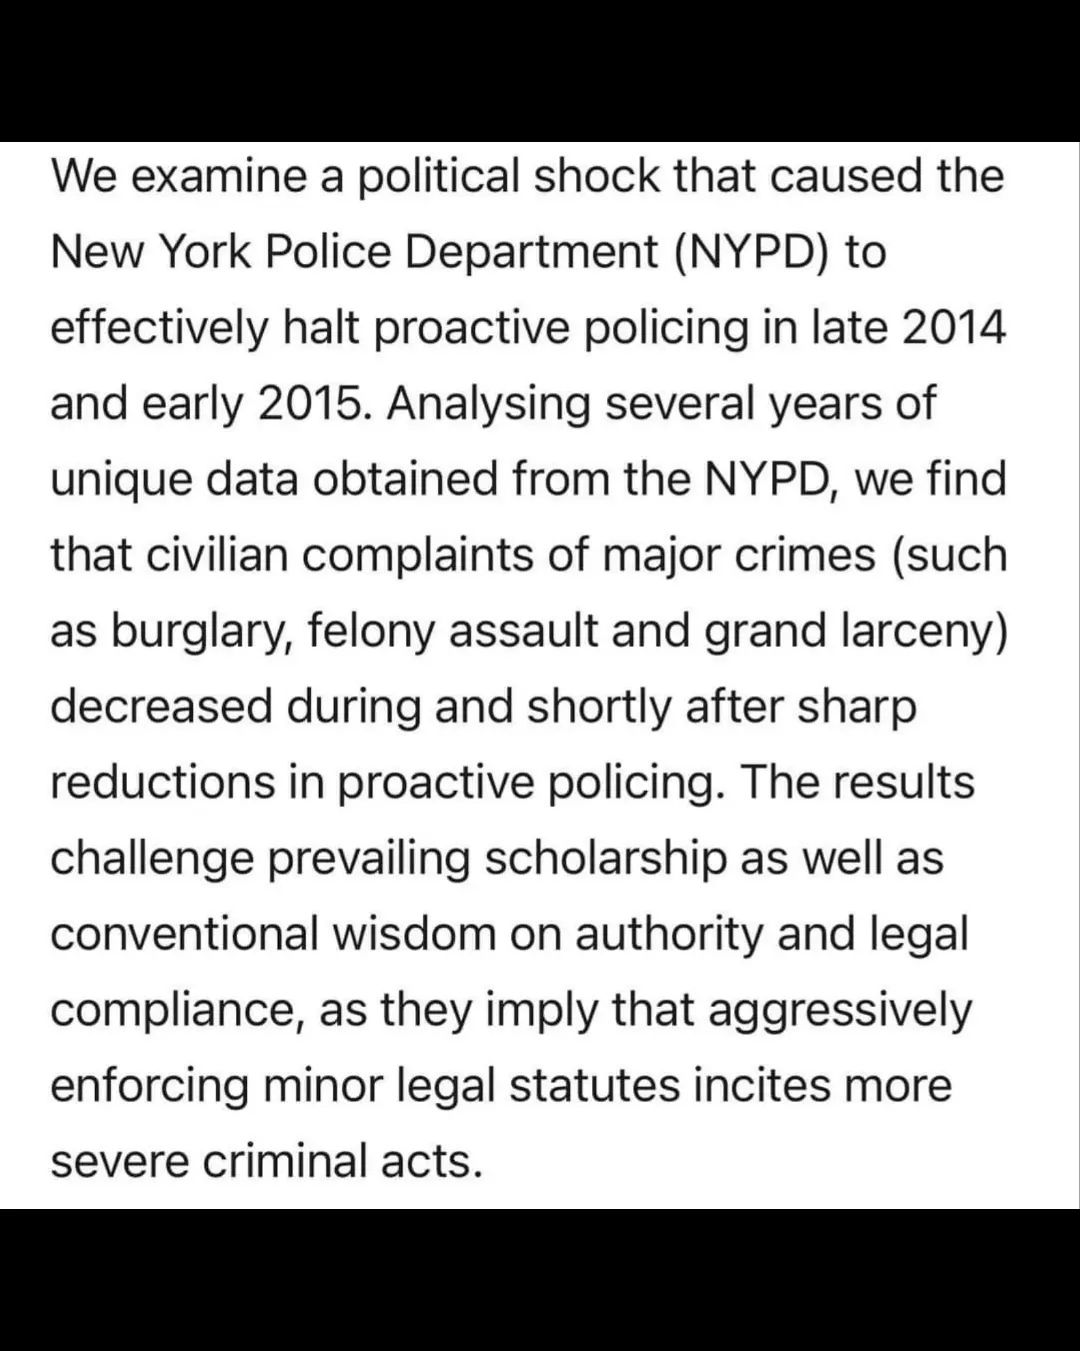 We examine a political shock that caused the
New York Police Department (NYPD) to
effectively halt proactive policing in late 2014
and early 2015. Analysing several years of
unique data obtained from the NYPD, we find
that civilian complaints of major crimes (such
as burglary, felony assault and grand larceny)
decreased during and shortly after sharp
reductions in proactive policing. The results
challenge prevailing scholarship as well as
conventional wisdom on authority and legal
compliance, as they imply that aggressively
enforcing minor legal statutes incites more
severe criminal acts.